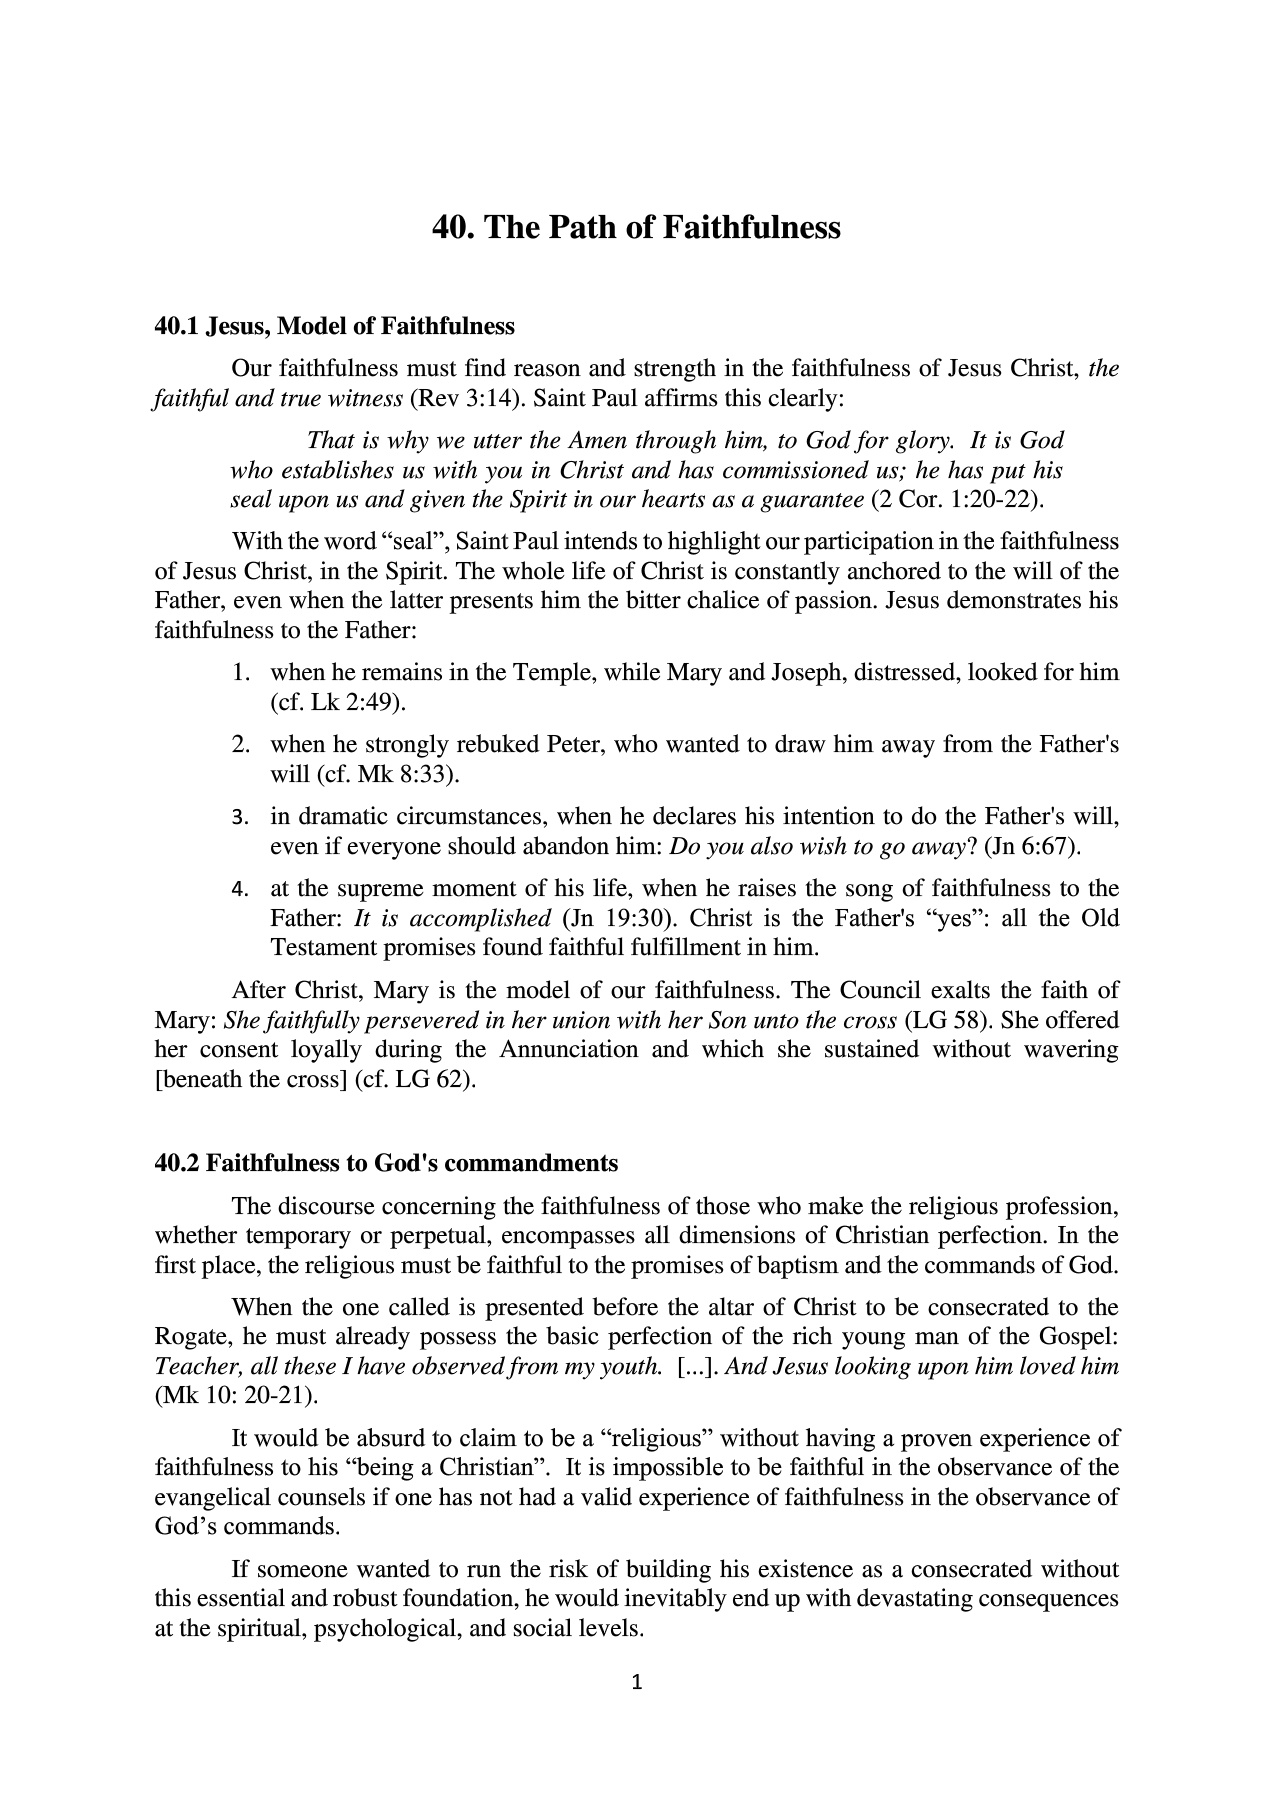 40. The Path of Faithfulness
40.1 Jesus, Model of Faithfulness
Our faithfulness must find reason and strength in the faithfulness of Jesus Christ, the
faithful and true witness (Rev 3:14). Saint Paul affirms this clearly:
That is why we utter the Amen through him, to God for glory.  It is God
who establishes us with you in Christ and has commissioned us; he has put his
seal upon us and given the Spirit in our hearts as a guarantee (2 Cor. 1:20-22).
With the word “seal”, Saint Paul intends to highlight our participation in the faithfulness
of Jesus Christ, in the Spirit. The whole life of Christ is constantly anchored to the will of the
Father, even when the latter presents him the bitter chalice of passion. Jesus demonstrates his
faithfulness to the Father:
1. when he remains in the Temple, while Mary and Joseph, distressed, looked for him
(cf. Lk 2:49).
2. when he strongly rebuked Peter, who wanted to draw him away from the Father's
will (cf. Mk 8:33).
3. in dramatic circumstances, when he declares his intention to do the Father's will,
even if everyone should abandon him: Do you also wish to go away? (Jn 6:67).
4. at the supreme moment of his life, when he raises the song of faithfulness to the
Father: It is accomplished (Jn 19:30). Christ is the Father's “yes”: all the Old
Testament promises found faithful fulfillment in him.
After Christ, Mary is the model of our faithfulness. The Council exalts the faith of
Mary: She faithfully persevered in her union with her Son unto the cross (LG 58). She offered
her consent loyally during the Annunciation and which she sustained without wavering
[beneath the cross] (cf. LG 62).
40.2 Faithfulness to God's commandments
The discourse concerning the faithfulness of those who make the religious profession,
whether temporary or perpetual, encompasses all dimensions of Christian perfection. In the
first place, the religious must be faithful to the promises of baptism and the commands of God.
When the one called is presented before the altar of Christ to be consecrated to the
Rogate, he must already possess the basic perfection of the rich young man of the Gospel:
Teacher, all these I have observed from my youth.  [...]. And Jesus looking upon him loved him
(Mk 10: 20-21).
It would be absurd to claim to be a “religious” without having a proven experience of
faithfulness to his “being a Christian”.  It is impossible to be faithful in the observance of the
evangelical counsels if one has not had a valid experience of faithfulness in the observance of
God’s commands.
If someone wanted to run the risk of building his existence as a consecrated without
this essential and robust foundation, he would inevitably end up with devastating consequences
at the spiritual, psychological, and social levels.
1